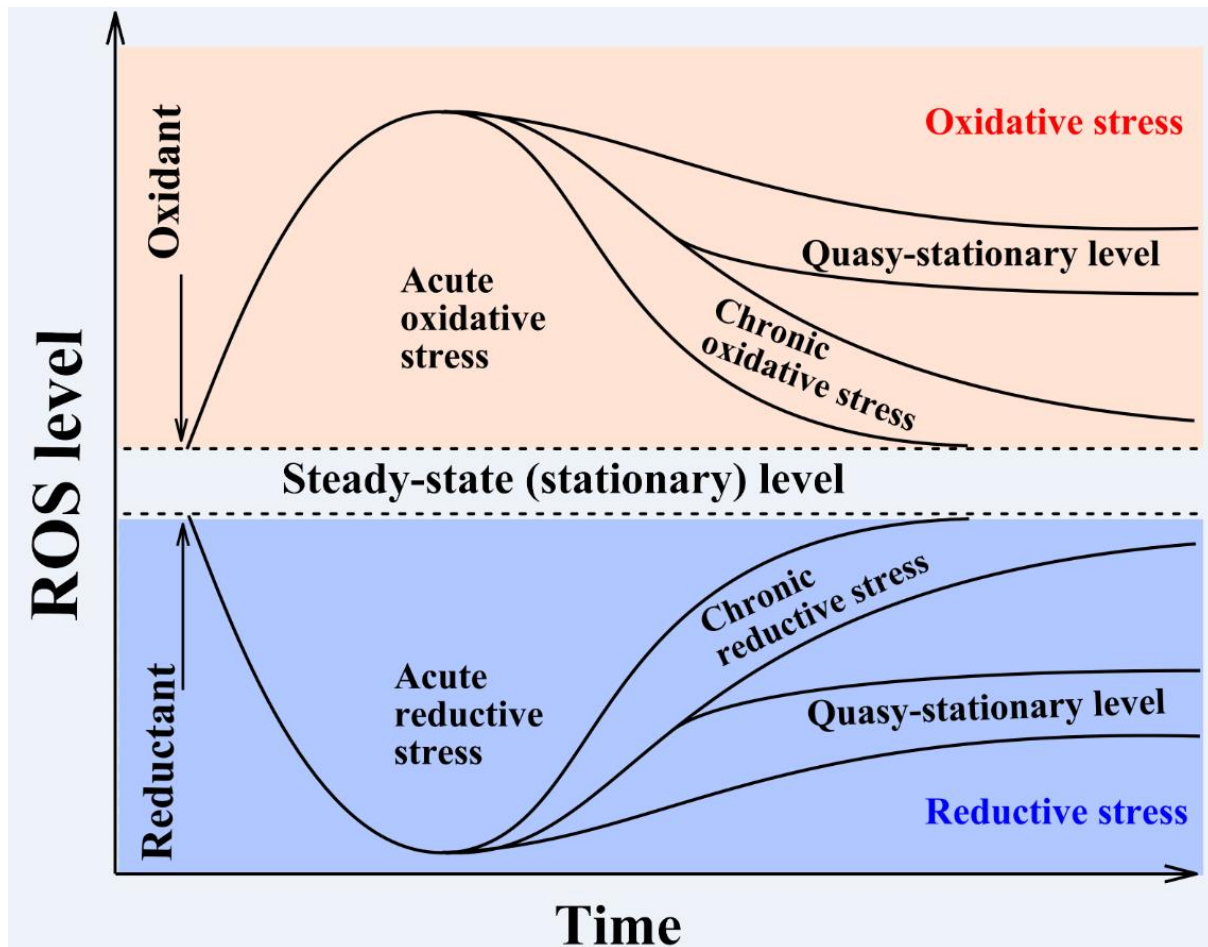 Oxidative stress
Oxidant
Quasy-stationary level
Acute
oxidative
stress
Chronic
oxidative stress
Steady-state (stationary) level
ROS level
Chronic
reductive stress
Acute
reductive
stress
Quasy-stationary level
Reductant
Reductive stress
Time